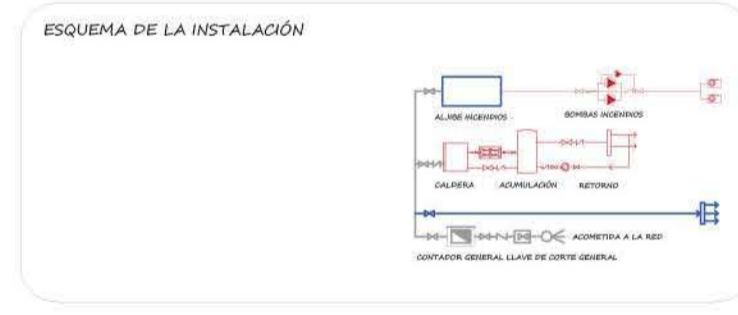 ESQUEMA DE LA INSTALACIÓN
ALJIBE INCENDIOS
BOMBAS INCENDIOS
CALDERA
ACUMULACIÓN
RETORNO
ACOMETIDA A LA RED
CONTADOR GENERAL LLAVE DE CORTE GENERAL